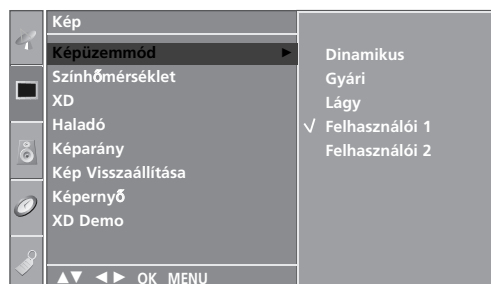 Kép
Képüzemmód ►
Színhőmérséklet
XD
Haladó
Képarány
Kép Visszaállítása
Képernyő
XD Demo
Dinamikus
Gyári
Lágy
√ Felhasználói 1
Felhasználói 2
▲▼ ◄► OK MENU